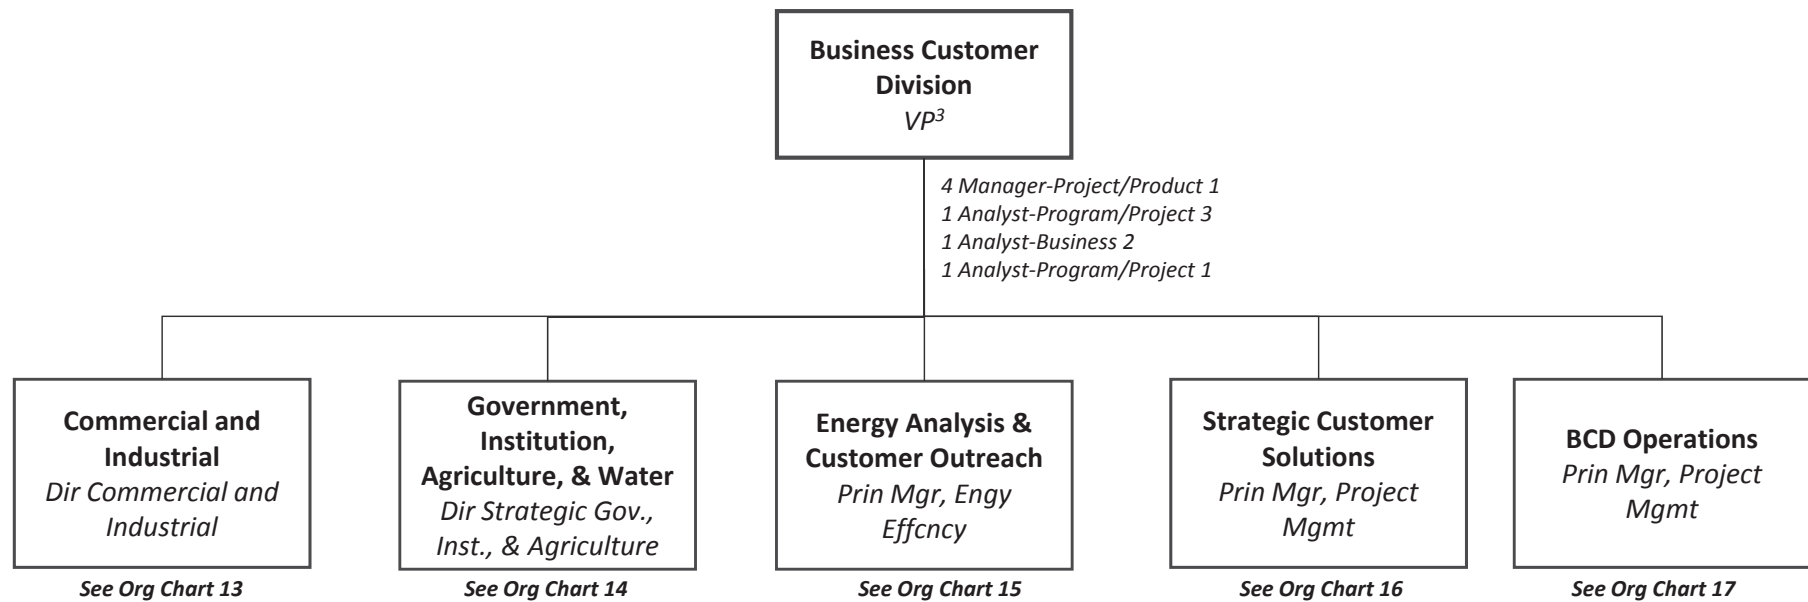 Business Customer
Division
VP³
4 Manager-Project/Product 1
1 Analyst-Program/Project 3
1 Analyst-Business 2
1 Analyst-Program/Project 1
Commercial and
Industrial
Dir Commercial and
Industrial
See Org Chart 13
Government,
Institution,
Agriculture, & Water
Dir Strategic Gov.,
Inst., & Agriculture
See Org Chart 14
Energy Analysis &
Customer Outreach
Prin Mgr, Engy
Effcncy
See Org Chart 15
Strategic Customer
Solutions
Prin Mgr, Project
Mgmt
See Org Chart 16
BCD Operations
Prin Mgr, Project
Mgmt
See Org Chart 17